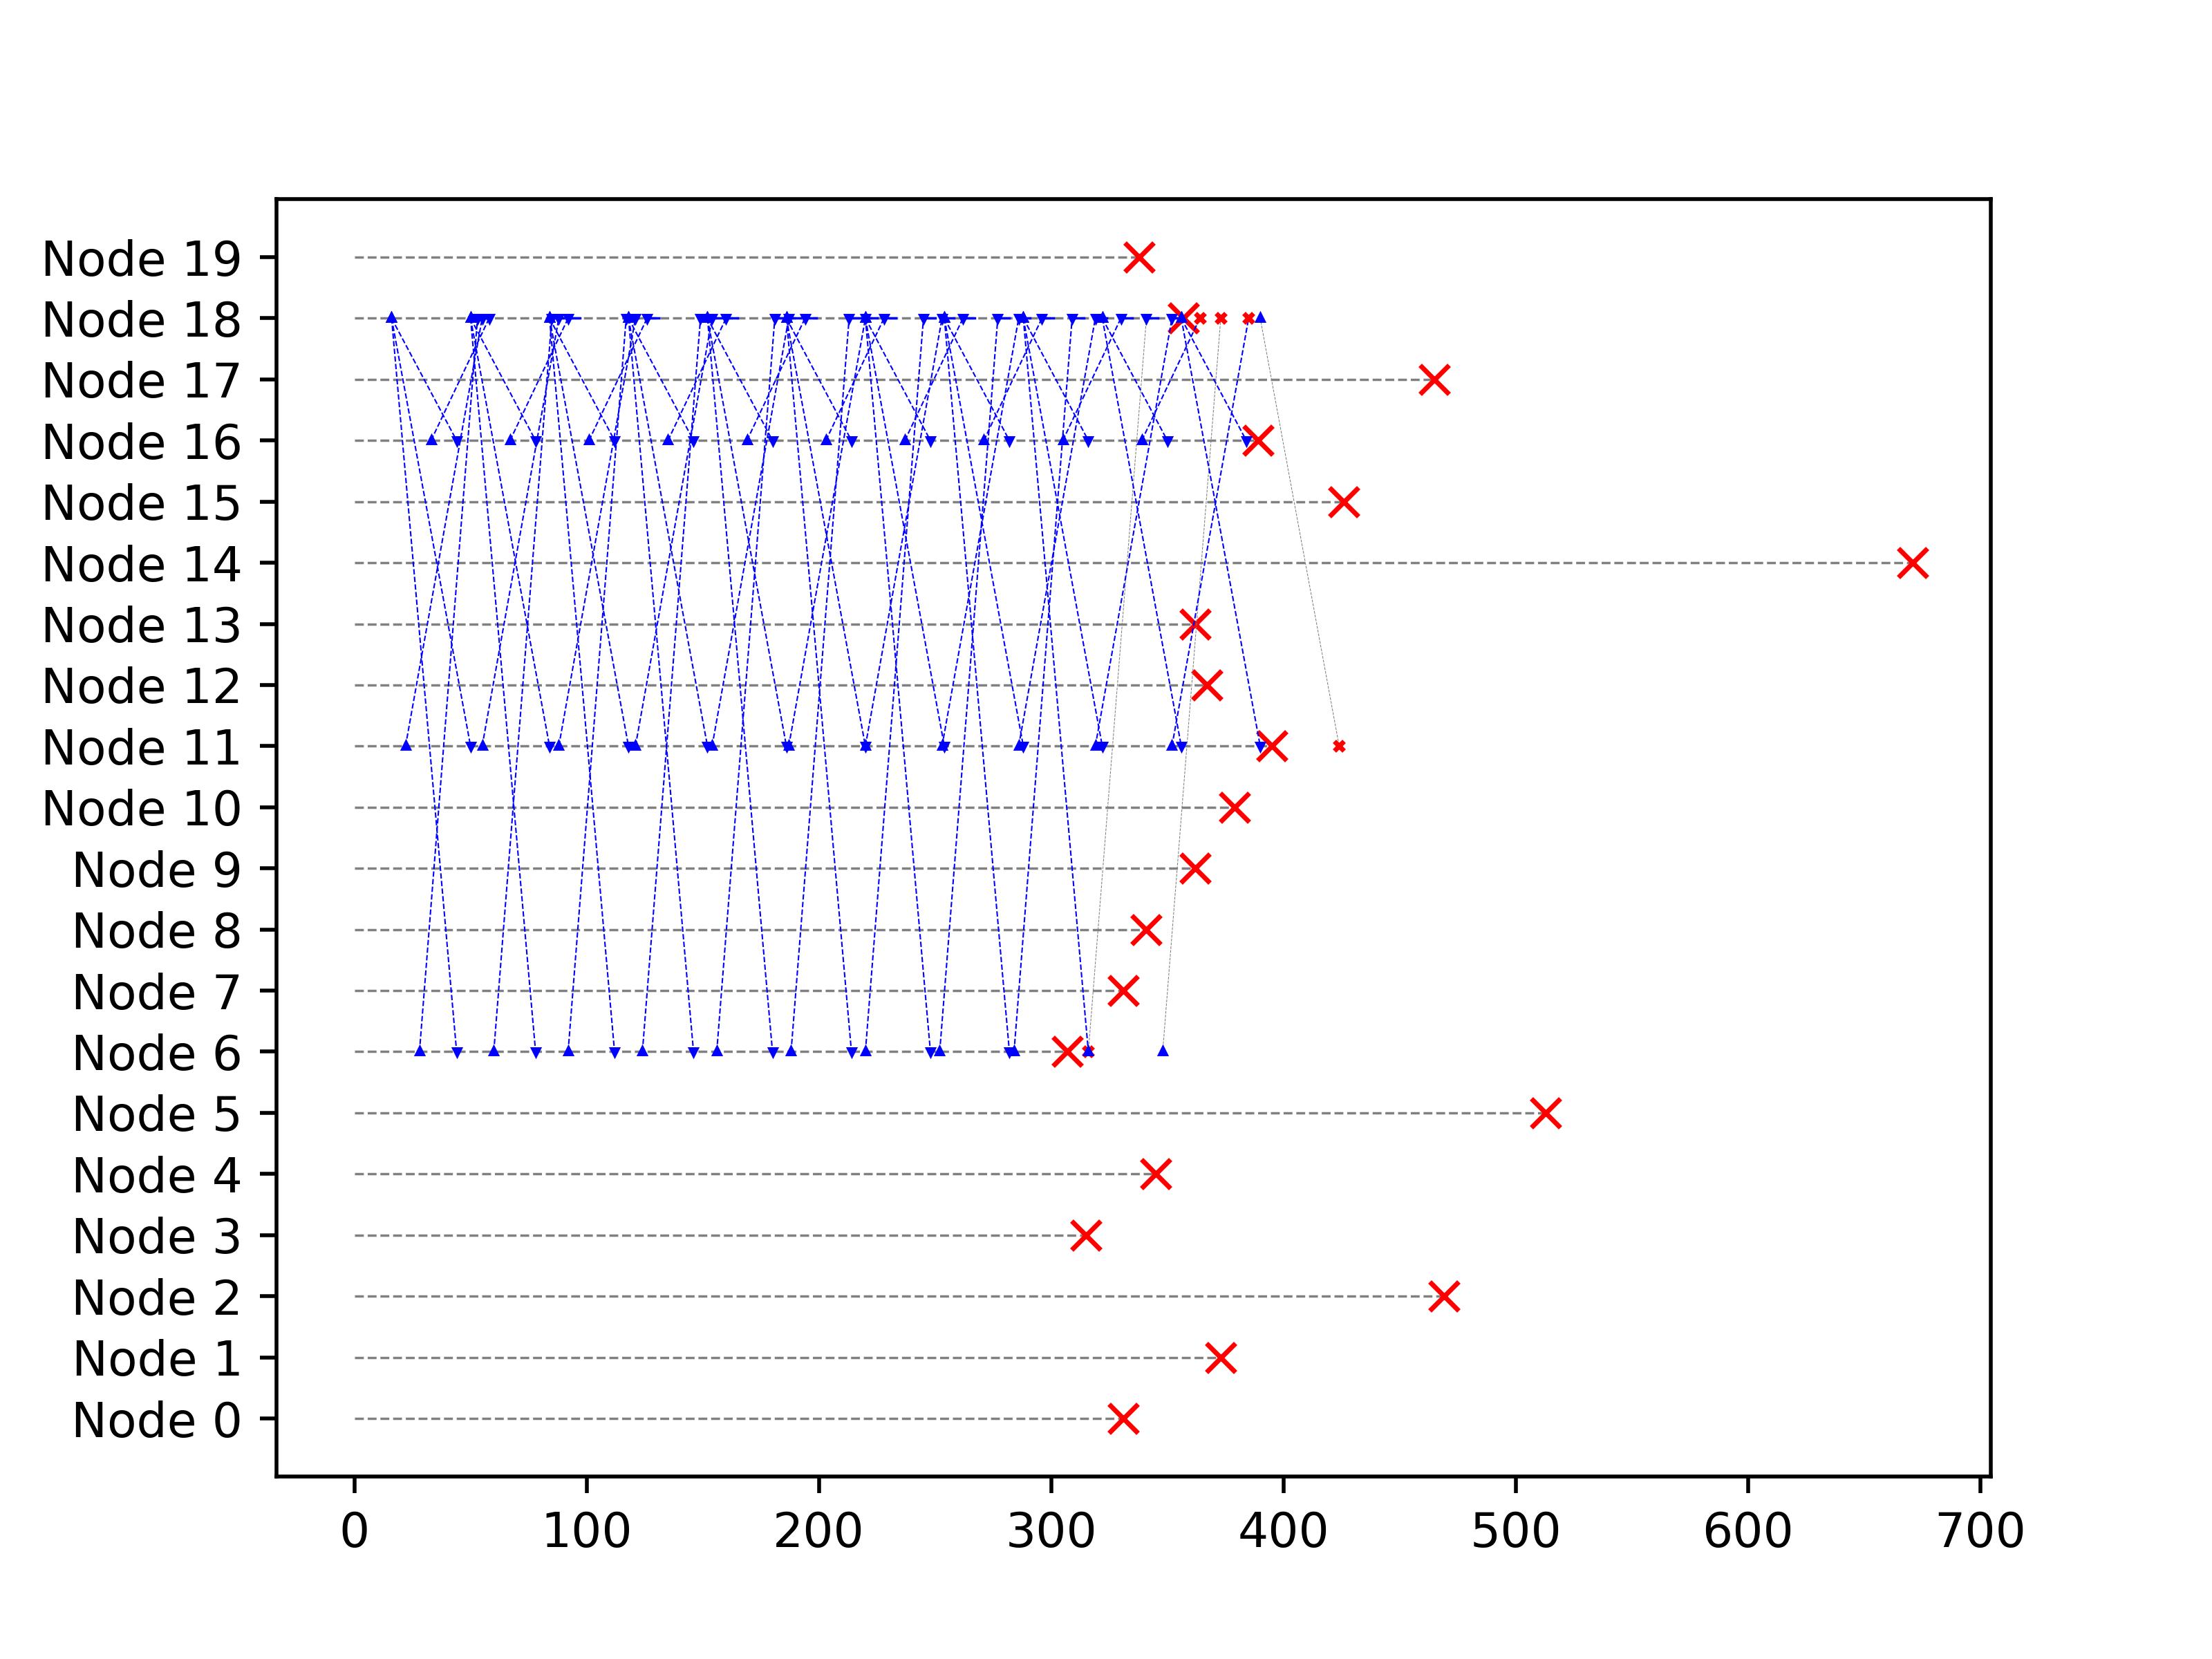 Node 19
Node 18
Node 17
Node 16
Node 15
Node 14
Node 13
Node 12
Node 11
Node 10
Node 9
Node 8
Node 7
Node 6
Node 5
Node 4
Node 3
Node 2
Node 1
Node 0
0 100 200 300 400 500 600 700